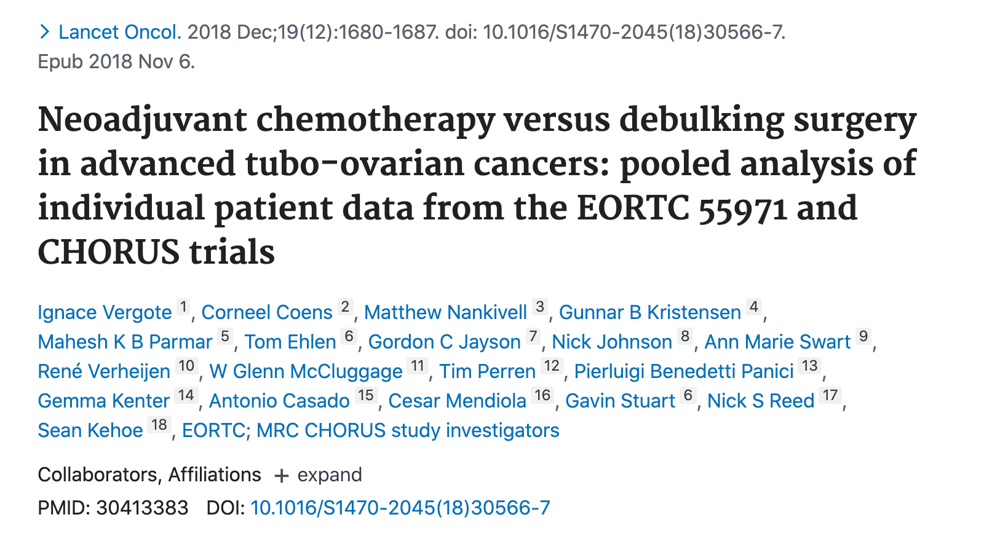 > Lancet Oncol. 2018 Dec;19(12):1680-1687. doi: 10.1016/S1470-2045(18)30566-7.
Epub 2018 Nov 6.
Neoadjuvant chemotherapy versus debulking surgery
in advanced tubo-ovarian cancers: pooled analysis of
individual patient data from the EORTC 55971 and
CHORUS trials
Ignace Vergote 1, Corneel Coens 2, Matthew Nankivell 3, Gunnar B Kristensen 4,
Mahesh K B Parmar 5, Tom Ehlen 6, Gordon C Jayson 7, Nick Johnson 8, Ann Marie Swart 9,
René Verheijen 10, W Glenn McCluggage 11, Tim Perren 12, Pierluigi Benedetti Panici 13,
Gemma Kenter 14, Antonio Casado 15, Cesar Mendiola 16, Gavin Stuart 6, Nick S Reed 17,
Sean Kehoe 18, EORTC; MRC CHORUS study investigators
Collaborators, Affiliations + expand
PMID: 30413383 DOI: 10.1016/S1470-2045(18)30566-7